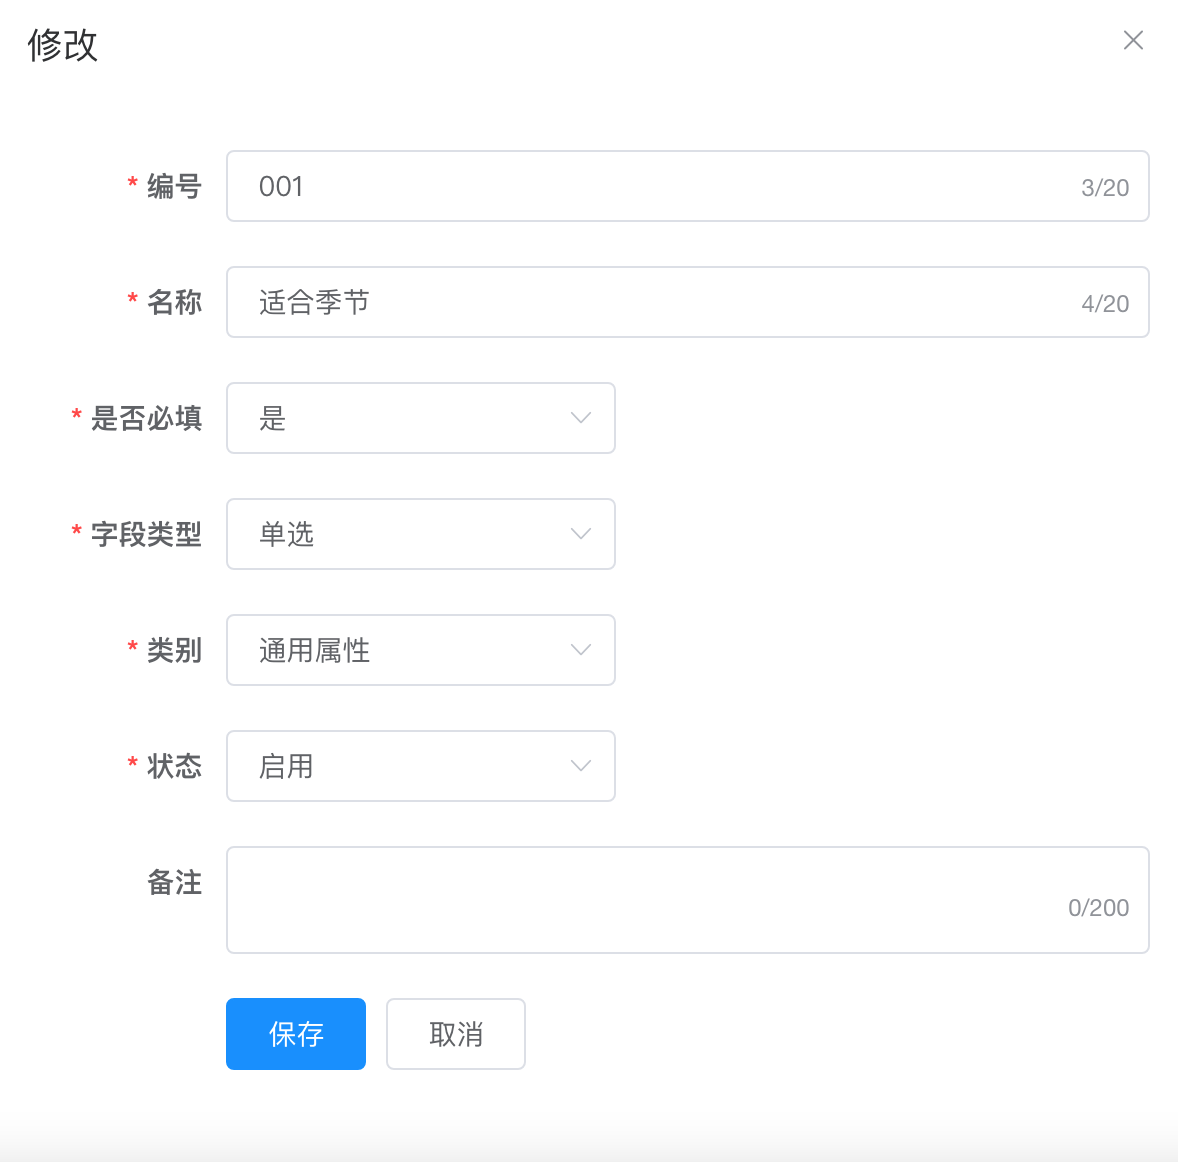 修改
* 编号 001 3/20
* 名称 适合季节 4/20
* 是否必填 是
* 字段类型 单选
* 类别 通用属性
* 状态 启用
备注
0/200
保存 取消